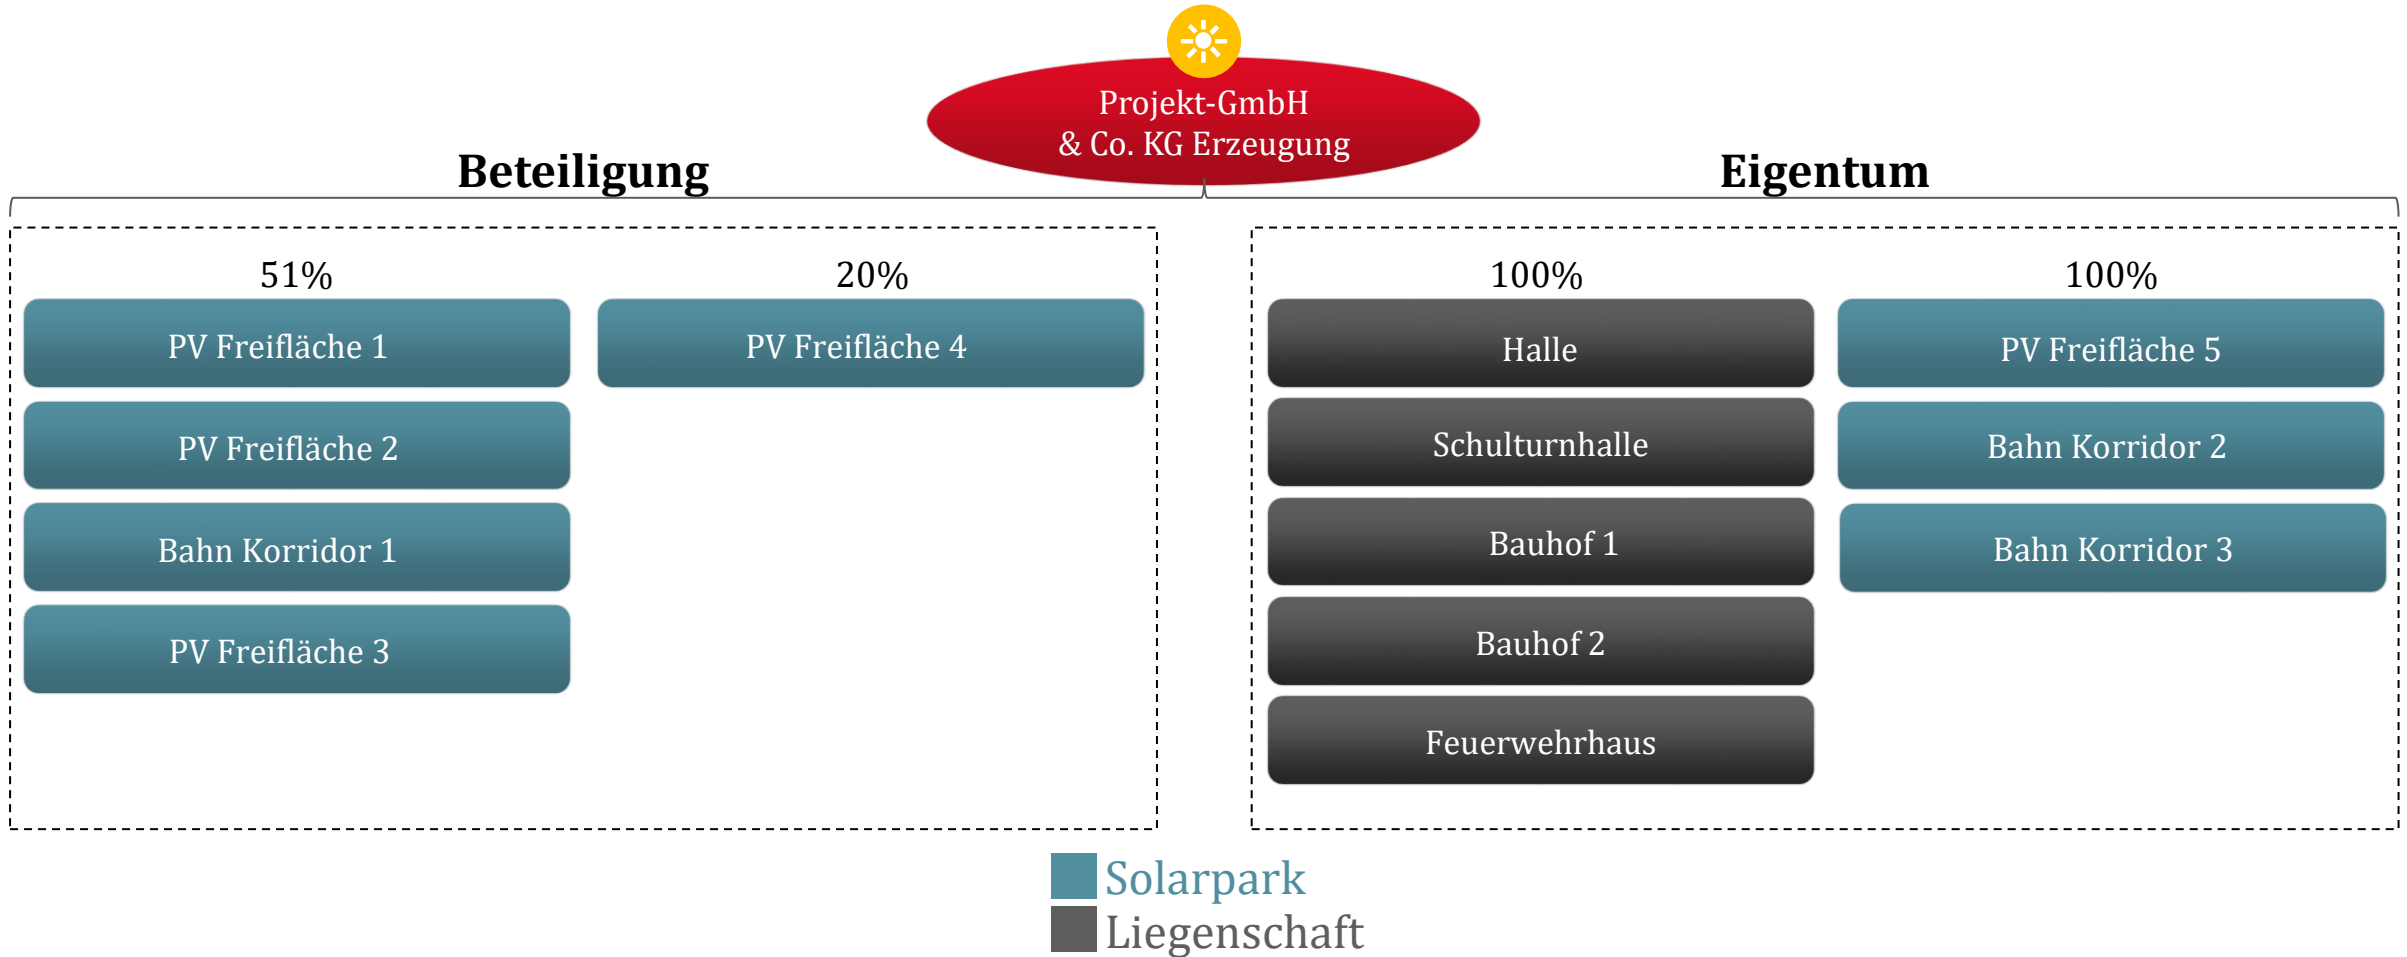 Projekt-GmbH
& Co. KG Erzeugung
Beteiligung
Eigentum
51%
20%
PV Freifläche 1
PV Freifläche 4
PV Freifläche 2
Bahn Korridor 1
PV Freifläche 3
100%
100%
Halle
PV Freifläche 5
Schulturnhalle
Bahn Korridor 2
Bauhof 1
Bahn Korridor 3
Bauhof 2
Feuerwehrhaus
Solarpark
Liegenschaft